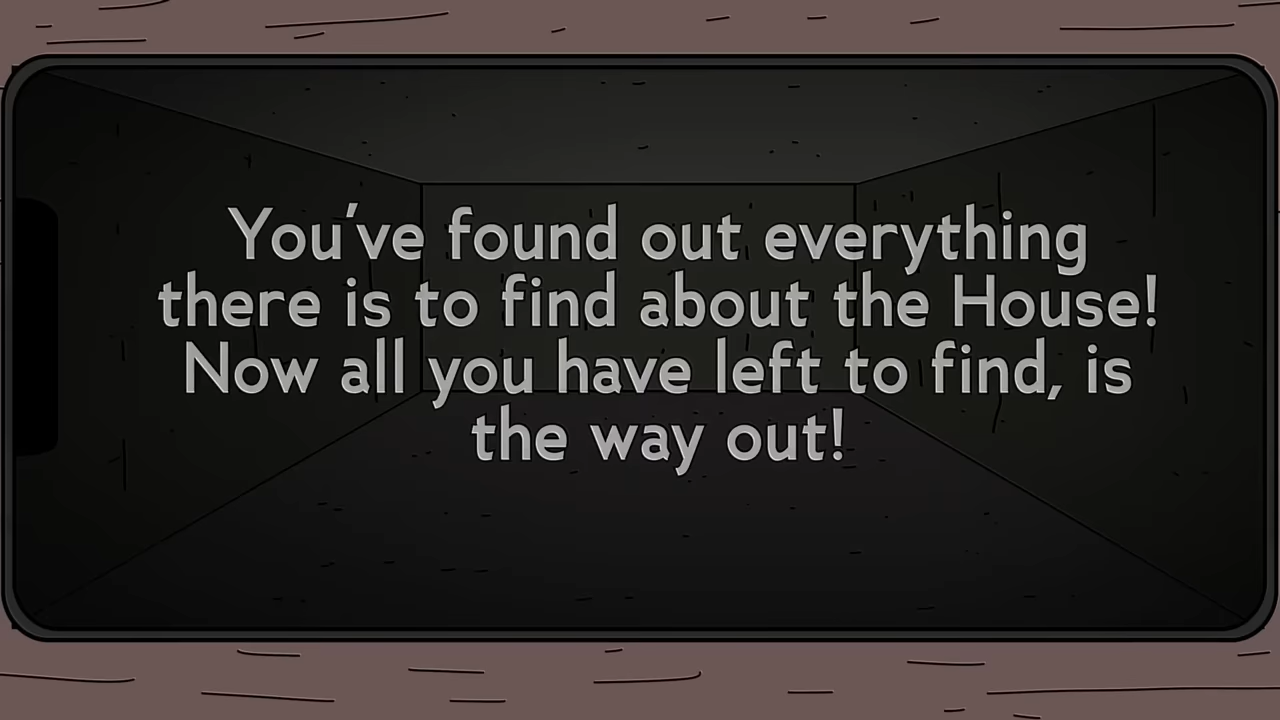 You've found out everything
there is to find about the House!
Now all you have left to find, is
the way out!